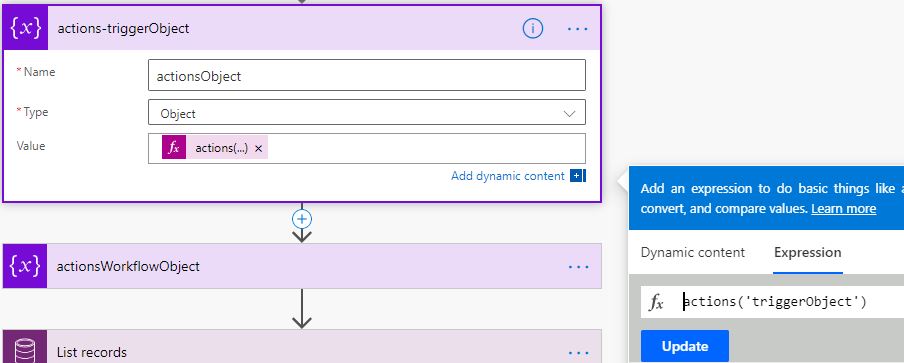 {x} actions-triggerObject
* Name actionsObject
* Type Object
Value fx actions(...) ×
Add dynamic content
Add an expression to do basic things like a
convert, and compare values. Learn more
{x} actionsWorkflowObject
Dynamic content Expression
fx actions('triggerObject')
List records
Update